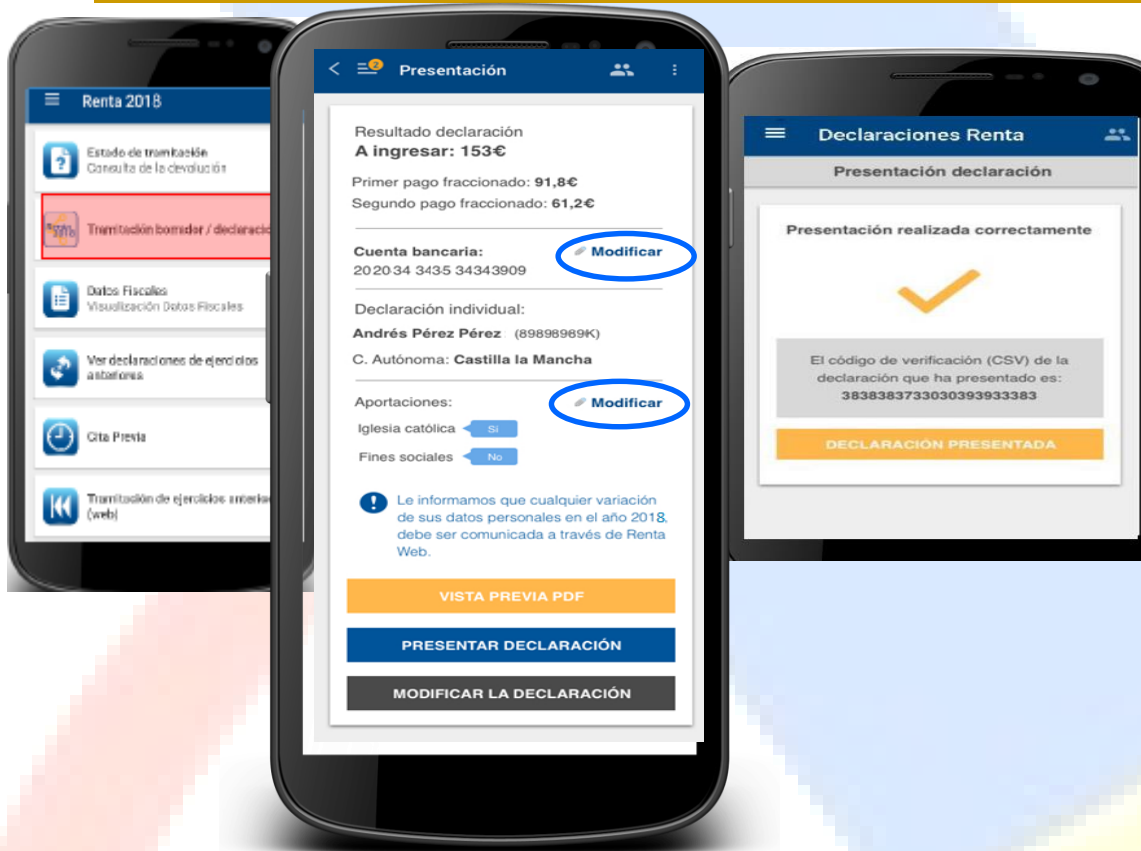 Renta 2018
Estado de tramitación
Consulta de la devolución
Tramitación borrador / declaració
Datos Fiscales
Visualización Datos Fiscales
Ver declaraciones de ejercicios
anteriores
Cita Previa
Tramitación de ejercicios anterio
(web)
2
Presentación
Resultado declaración
A ingresar: 153€
Primer pago fraccionado: 91,8€
Segundo pago fraccionado: 61,2€
Cuenta bancaria: Modificar
202034 3435 34343909
Declaración individual:
Andrés Pérez Pérez (89898989K)
C. Autónoma: Castilla la Mancha
Aportaciones: Modificar
Iglesia católica Si
Fines sociales No
Le informamos que cualquier variación
de sus datos personales en el año 2018,
debe ser comunicada a través de Renta
Web.
VISTA PREVIA PDF
PRESENTAR DECLARACIÓN
MODIFICAR LA DECLARACIÓN
Declaraciones Renta
Presentación declaración
Presentación realizada correctamente
El código de verificación (CSV) de la
declaración que ha presentado es:
3838383733030393933383
DECLARACIÓN PRESENTADA